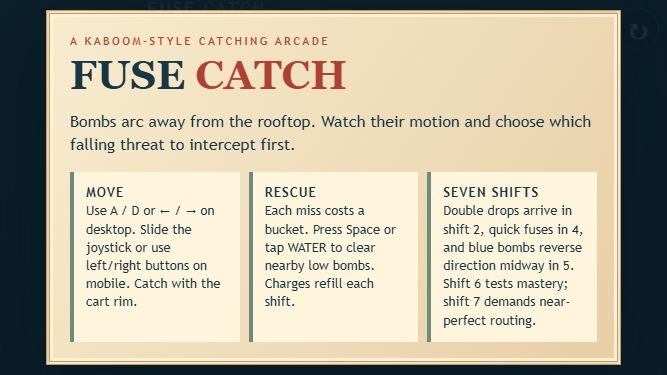 FUSE CATCH
A KABOOM-STYLE CATCHING ARCADE
FUSE CATCH
Bombs arc away from the rooftop. Watch their motion and choose which
falling threat to intercept first.
MOVE
Use A / D or ← / → on
desktop. Slide the
joystick or use
left/right buttons on
mobile. Catch with the
cart rim.
RESCUE
Each miss costs a
bucket. Press Space or
tap WATER to clear
nearby low bombs.
Charges refill each
shift.
SEVEN SHIFTS
Double drops arrive in
shift 2, quick fuses in 4,
and blue bombs reverse
direction midway in 5.
Shift 6 tests mastery;
shift 7 demands near-
perfect routing.